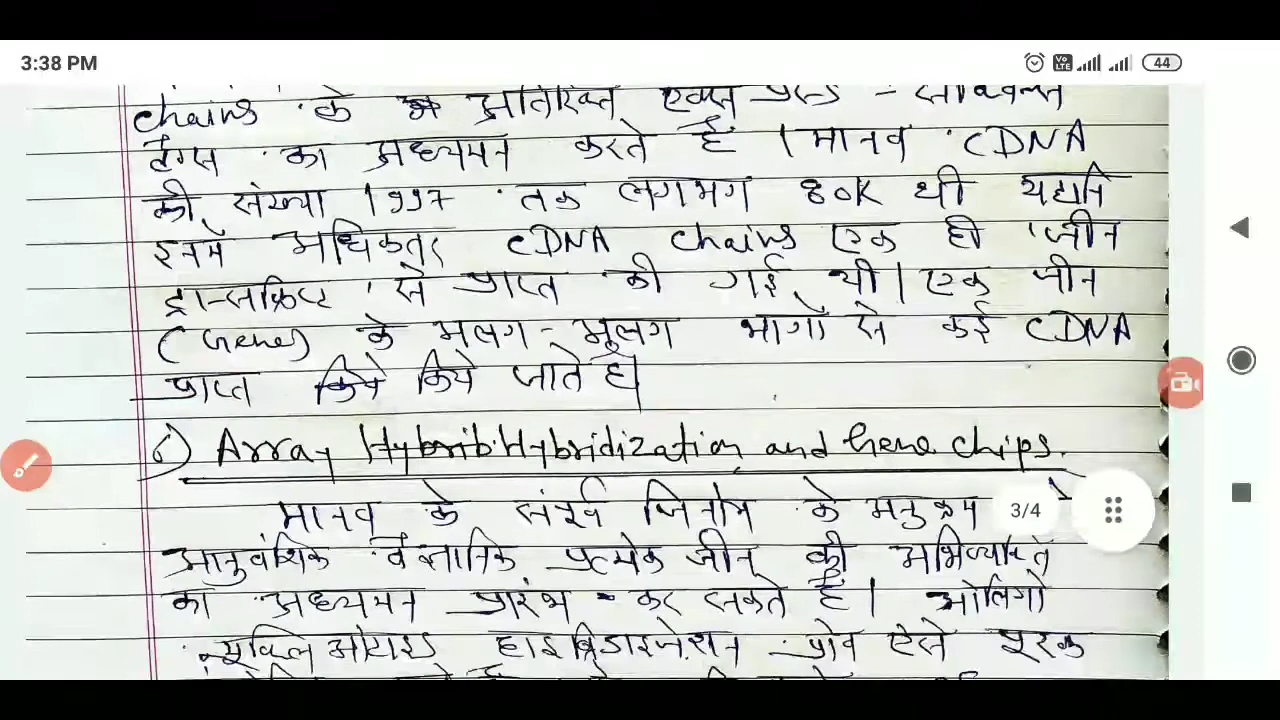 3:38 PM
44
chains के अतिरिक्त एक्सप्रेस्ड -
टैग्स का अध्ययन करते हैं । मानव CDNA
की संख्या 1997 तक लगभग 80K थी यद्यपि
इनमें अधिकतर CDNA chains एक ही जीन
ट्रान्सक्रिप्ट से प्राप्त की गई थी। एक जीन
(Gene) के अलग - अलग भागों से कई CDNA
प्राप्त किये किये जाते हैं।
c) Array Hybrib Hybridization and Gene chips.
मानव के संपूर्व जिनोम के अनुक्रम
3/4
आनुवंशिक वैज्ञानिक प्रत्येक जीन की अभिव्यक्ति
का अध्ययन प्रारंभ कर सकते हैं। ओलिगो
न्यूक्लिओटाइड हाइब्रिडाइजेशन प्रोव ऐसे पूरक